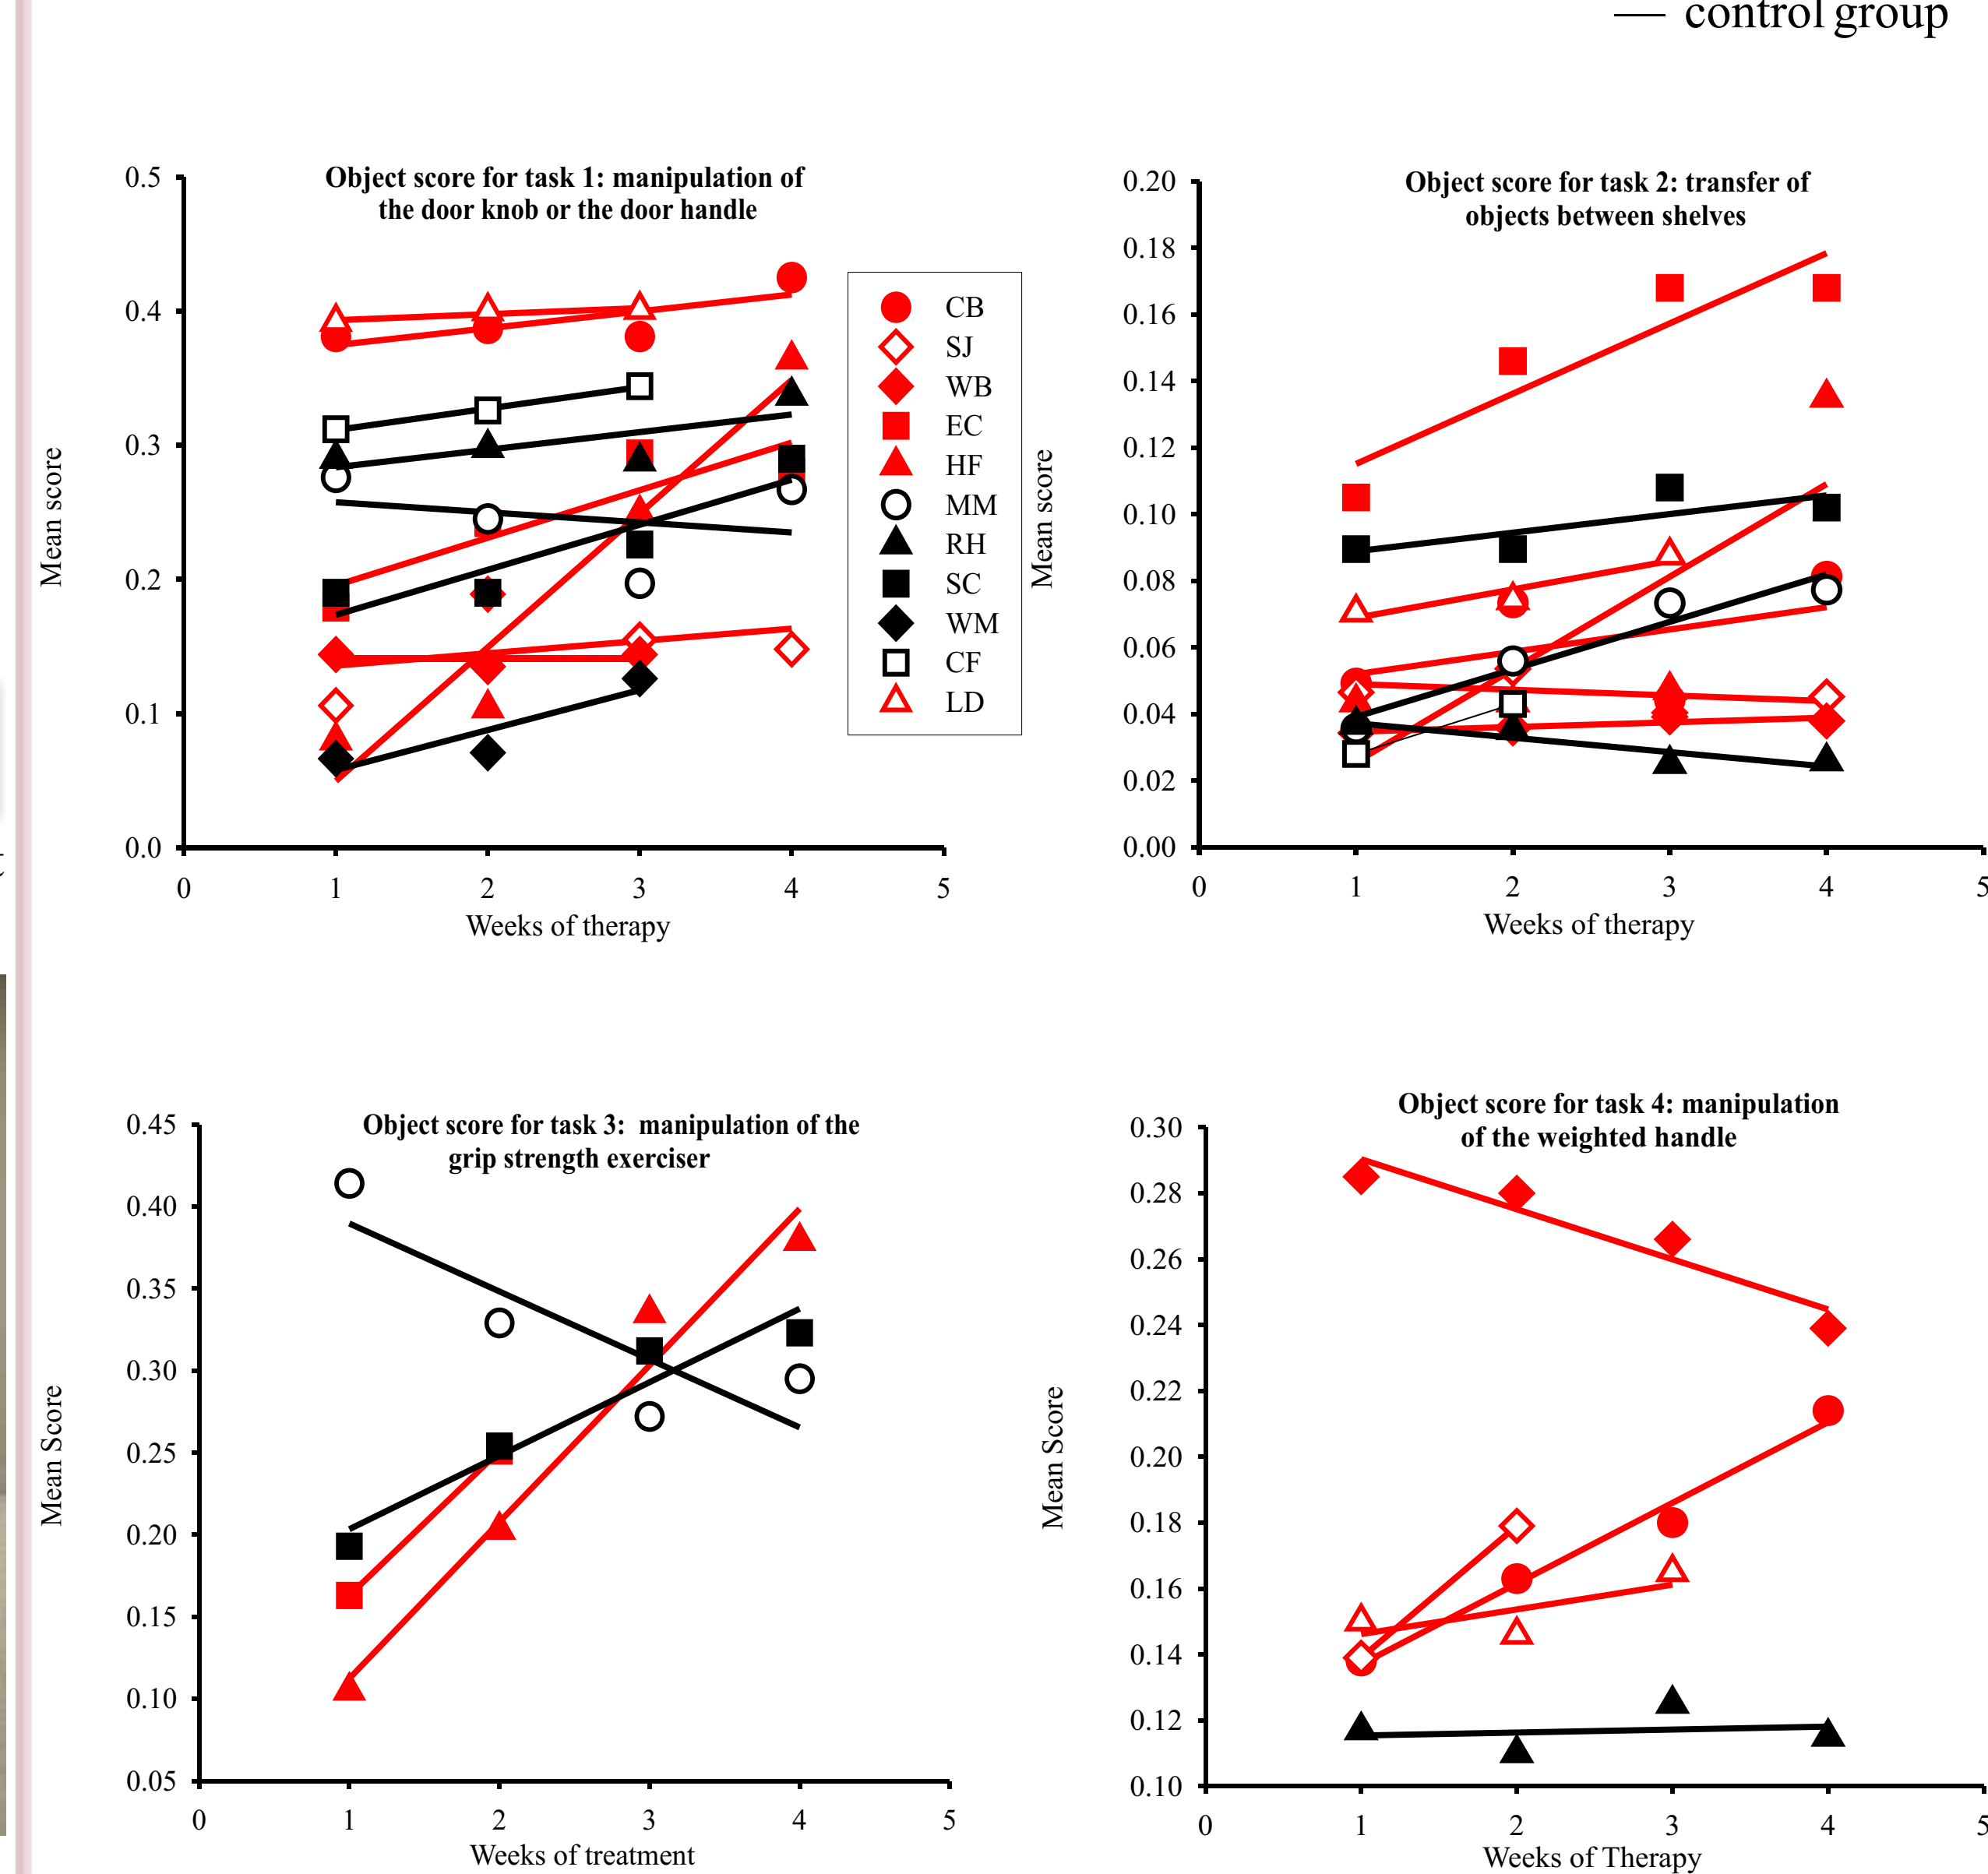 control group
Object score for task 1: manipulation of
the door knob or the door handle
Mean score
0.5
0.4
0.3
0.2
0.1
0.0
0 1 2 3 4 5
Weeks of therapy
CB
SJ
WB
EC
HF
MM
RH
SC
WM
CF
LD
Object score for task 2: transfer of
objects between shelves
Mean score
0.20
0.18
0.16
0.14
0.12
0.10
0.08
0.06
0.04
0.02
0.00
0 1 2 3 4 5
Weeks of therapy
Object score for task 3: manipulation of the
grip strength exerciser
Mean Score
0.45
0.40
0.35
0.30
0.25
0.20
0.15
0.10
0.05
0 1 2 3 4 5
Weeks of treatment
Object score for task 4: manipulation
of the weighted handle
Mean Score
0.30
0.28
0.26
0.24
0.22
0.20
0.18
0.16
0.14
0.12
0.10
0 1 2 3 4 5
Weeks of Therapy